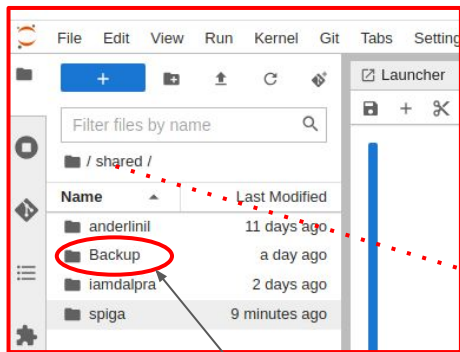 File Edit View Run Kernel Git Tabs
Launcher
Filter files by name
/ shared /
Name Last Modified
anderlinil 11 days ago
Backup a day ago
iamdalpra 2 days ago
spiga 9 minutes ago